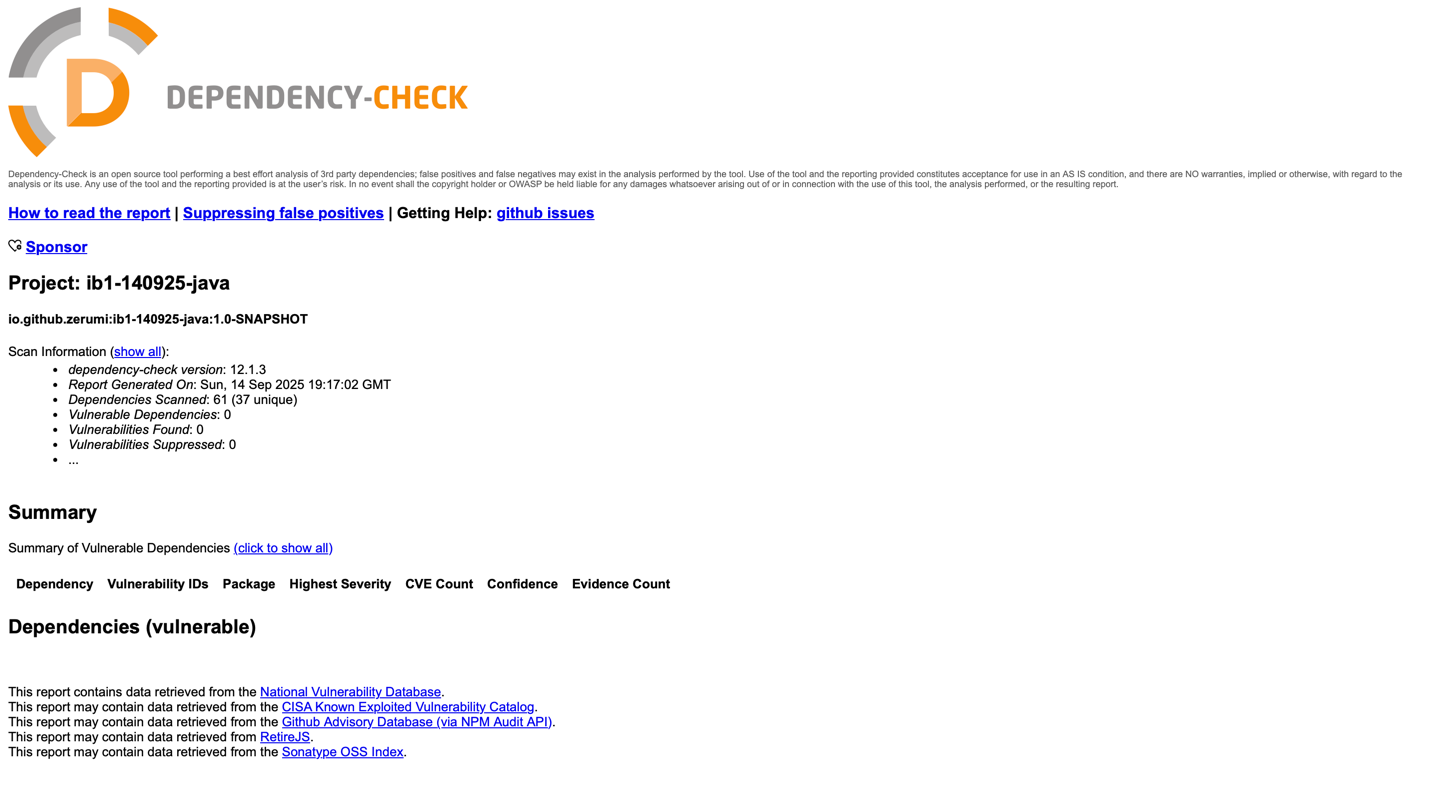 D
DEPENDENCY-CHECK
Dependency-Check is an open source tool performing a best effort analysis of 3rd party dependencies; false positives and false negatives may exist in the analysis performed by the tool. Use of the tool and the reporting provided constitutes acceptance for use in an AS IS condition, and there are NO warranties, implied or otherwise, with regard to the
analysis or its use. Any use of the tool and the reporting provided is at the user's risk. In no event shall the copyright holder or OWASP be held liable for any damages whatsoever arising out of or in connection with the use of this tool, the analysis performed, or the resulting report.
How to read the report | Suppressing false positives | Getting Help: github issues
Sponsor
Project: ib1-140925-java
io.github.zerumi:ib1-140925-java:1.0-SNAPSHOT
Scan Information (show all):
• dependency-check version: 12.1.3
• Report Generated On: Sun, 14 Sep 2025 19:17:02 GMT
• Dependencies Scanned: 61 (37 unique)
• Vulnerable Dependencies: 0
• Vulnerabilities Found: 0
• Vulnerabilities Suppressed: 0
• ...
Summary
Summary of Vulnerable Dependencies (click to show all)
Dependency Vulnerability IDs Package Highest Severity CVE Count Confidence Evidence Count
Dependencies (vulnerable)
This report contains data retrieved from the National Vulnerability Database.
This report may contain data retrieved from the CISA Known Exploited Vulnerability Catalog.
This report may contain data retrieved from the Github Advisory Database (via NPM Audit API).
This report may contain data retrieved from RetireJS.
This report may contain data retrieved from the Sonatype OSS Index.